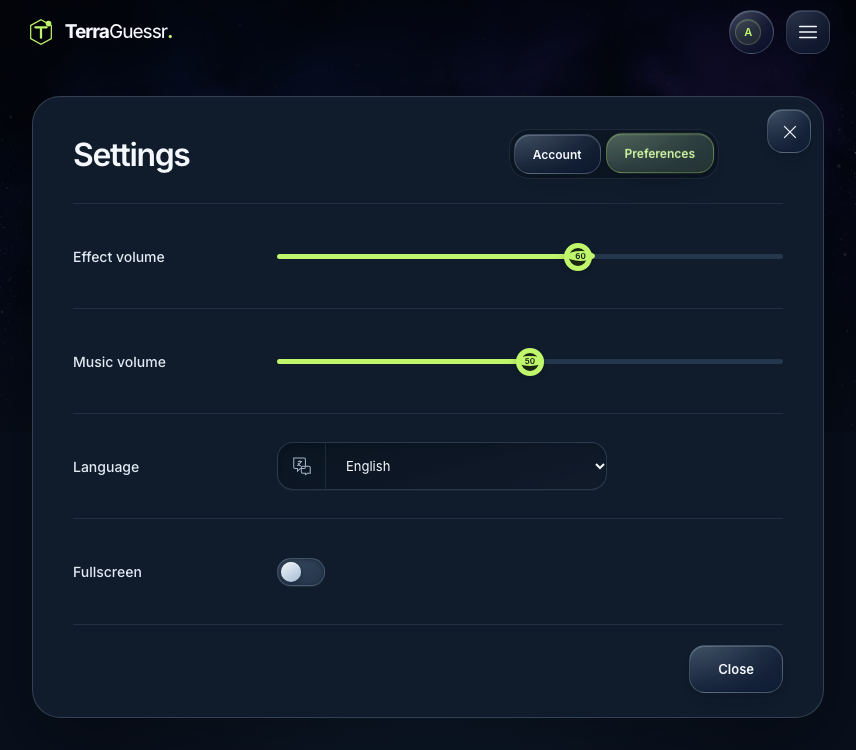 TerraGuessr.
A
Settings
Account
Preferences
Effect volume
60
Music volume
50
Language
English
Fullscreen
Close